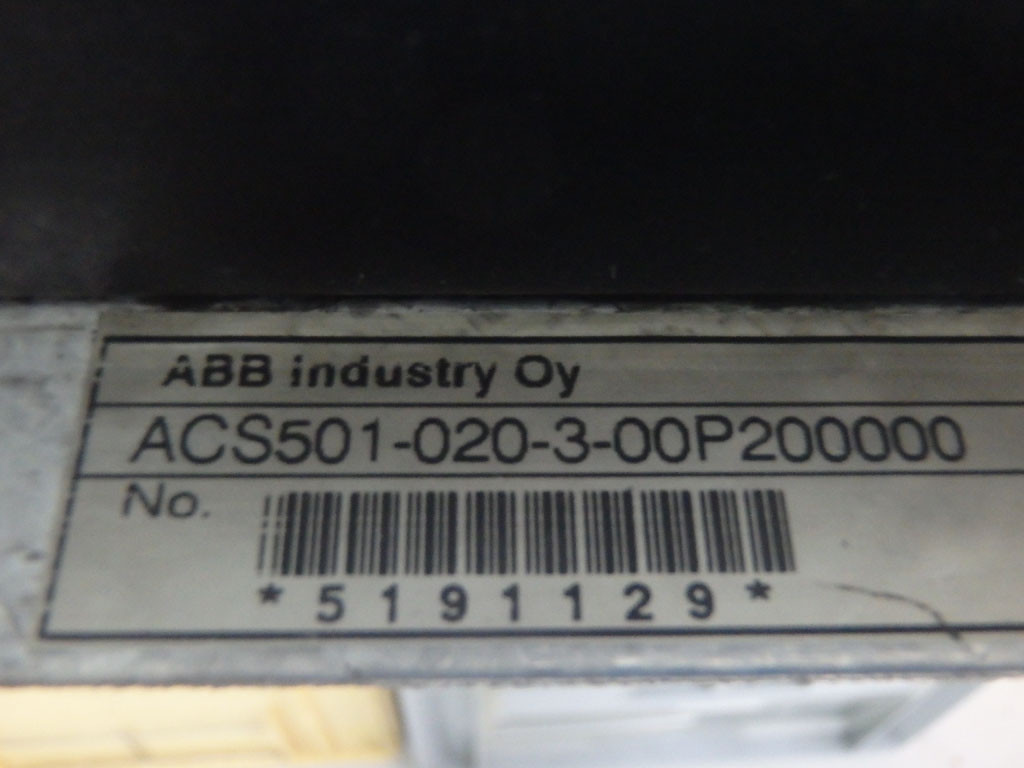 ABB industry Oy
ACS501-020-3-00P200000
No.
*5191129*